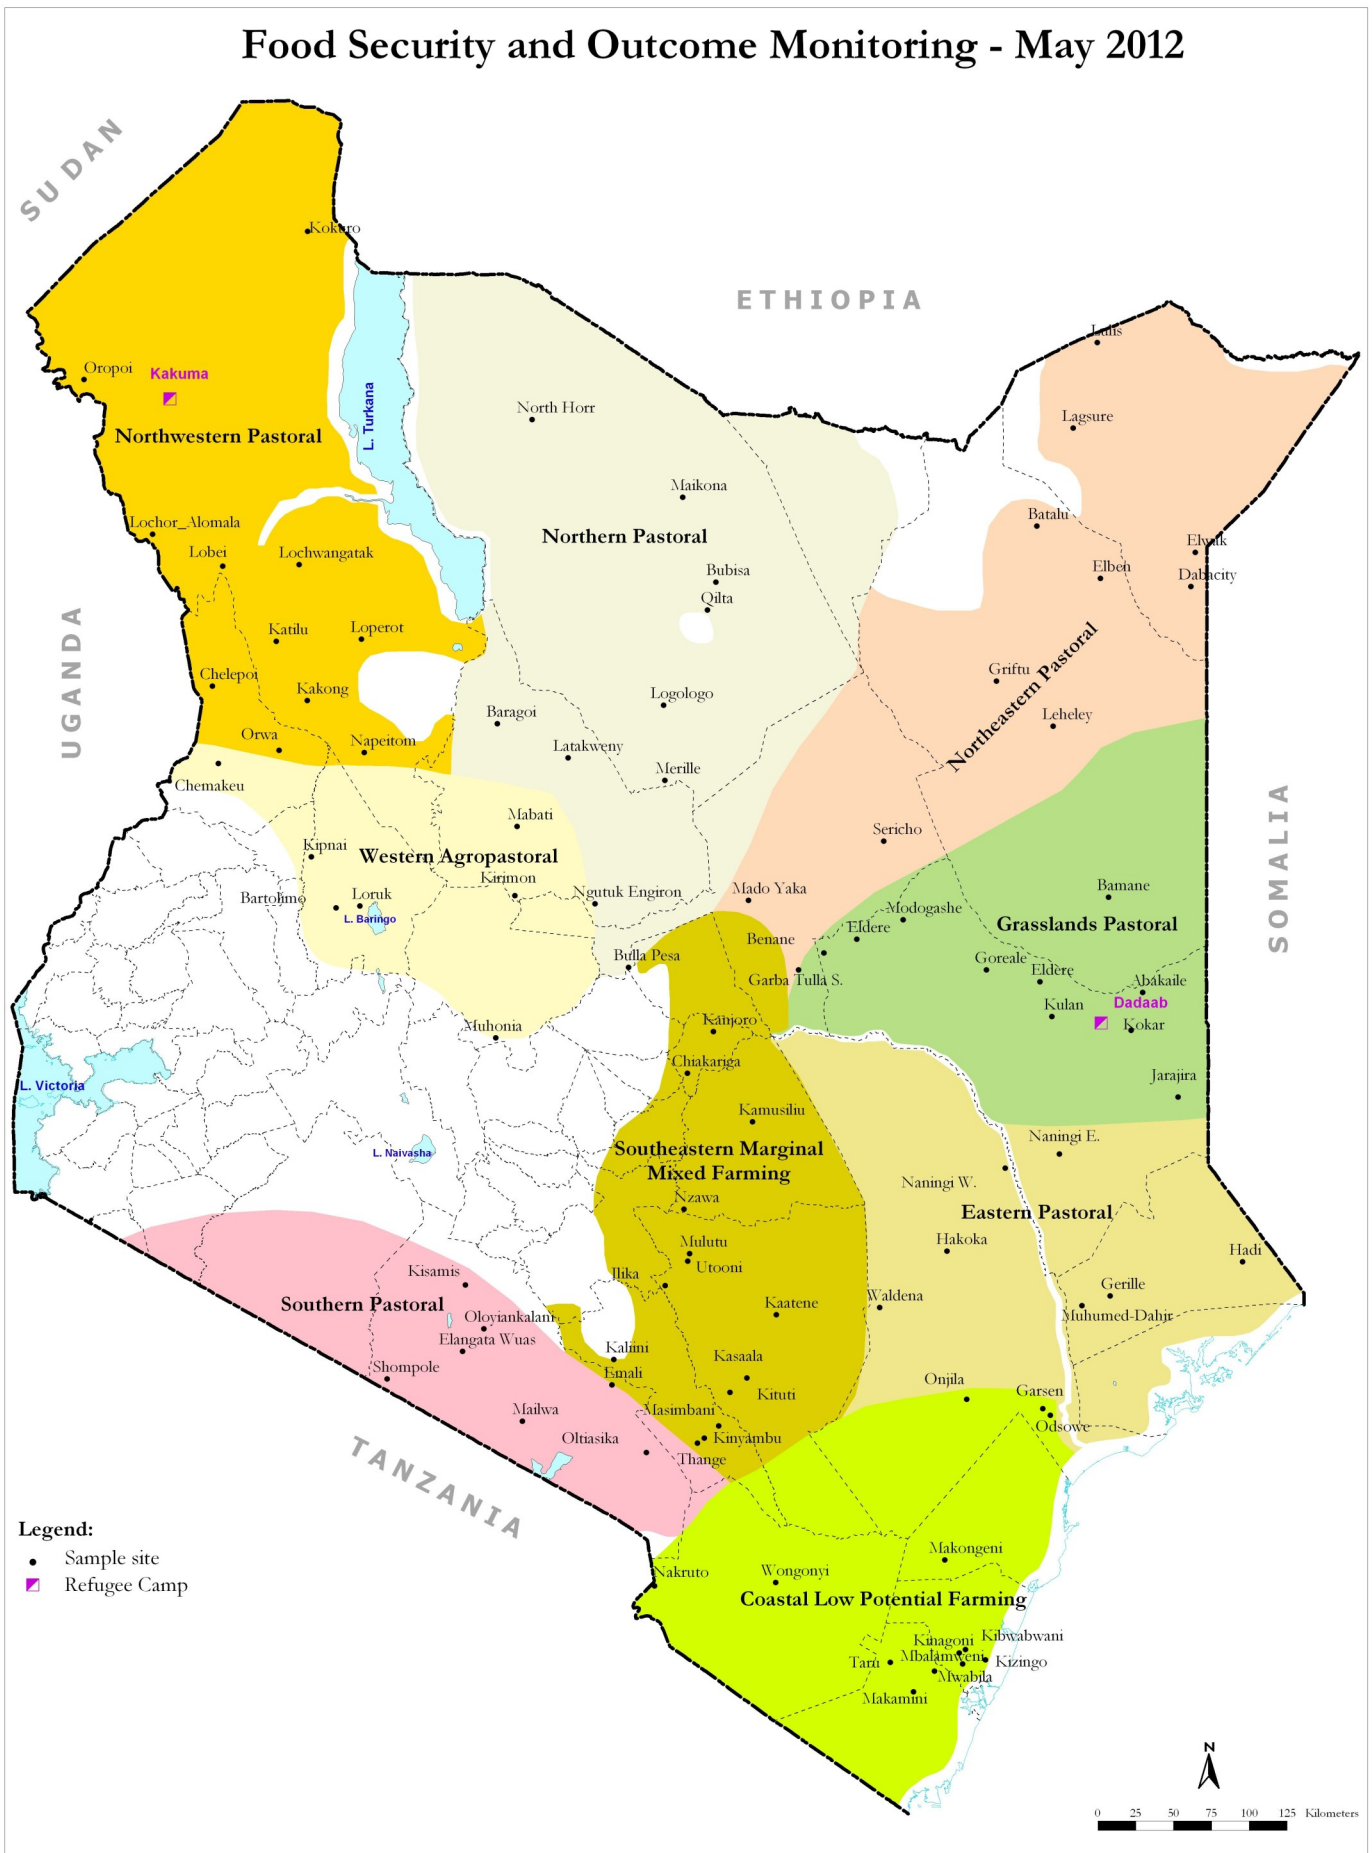 Food Security and Outcome Monitoring - May 2012
SUDAN
Kokuro
ETHIOPIA
Lulis
Oropoi
Kakuma
L. Turkana
North Horr
Lagsure
Northwestern Pastoral
Maikona
Batalu
Lochor_Alomala
Lobei
Lochwangatak
Northern Pastoral
Elwak
Bubisa
Elben
Dabacity
Qilta
UGANDA
Katilu
Loperot
Northeastern Pastoral
Chelepoi
Kakong
Logologo
Griftu
Baragoi
Leheley
Orwa
Napeitom
Latakweny
Merille
Chemakeu
Mabati
SOMALIA
Sericho
Kipnai
Western Agropastoral
Kirimon
Bartolimo
Loruk
Ngutuk Engiron
Mado Yaka
Bamane
L. Baringo
Modogashe
Grasslands Pastoral
Eldere
Benane
Bulla Pesa
Goreale
Eldere
Garba Tulla S.
Abakaile
Dadaab
Kulan
Muhonia
Kanjoro
Kokar
Chiakariga
Jarajira
L. Victoria
Kamusiliu
Naningi E.
L. Naivasha
Southeastern Marginal
Mixed Farming
Naningi W.
Nzawa
Eastern Pastoral
Mulutu
Hakoka
Hadi
Utooni
Kisamis
Ilika
Gerille
Waldena
Southern Pastoral
Kaatene
Oloyiankalani
Muhumed-Dahir
Elangata Wuas
Kaliini
Kasaala
Shompole
Emali
Onjila
Kituti
Garsen
Mailwa
Masimbani
Odsowe
Oltiasika
Kinyambu
Thange
TANZANIA
Legend:
Sample site
Refugee Camp
Makongeni
Nakruto
Wongonyi
Coastal Low Potential Farming
Kinagoni
Kibwabwani
Taru
Mbalamweni
Kizingo
Mwabila
Makamini
N
0 25 50 75 100 125 Kilometers